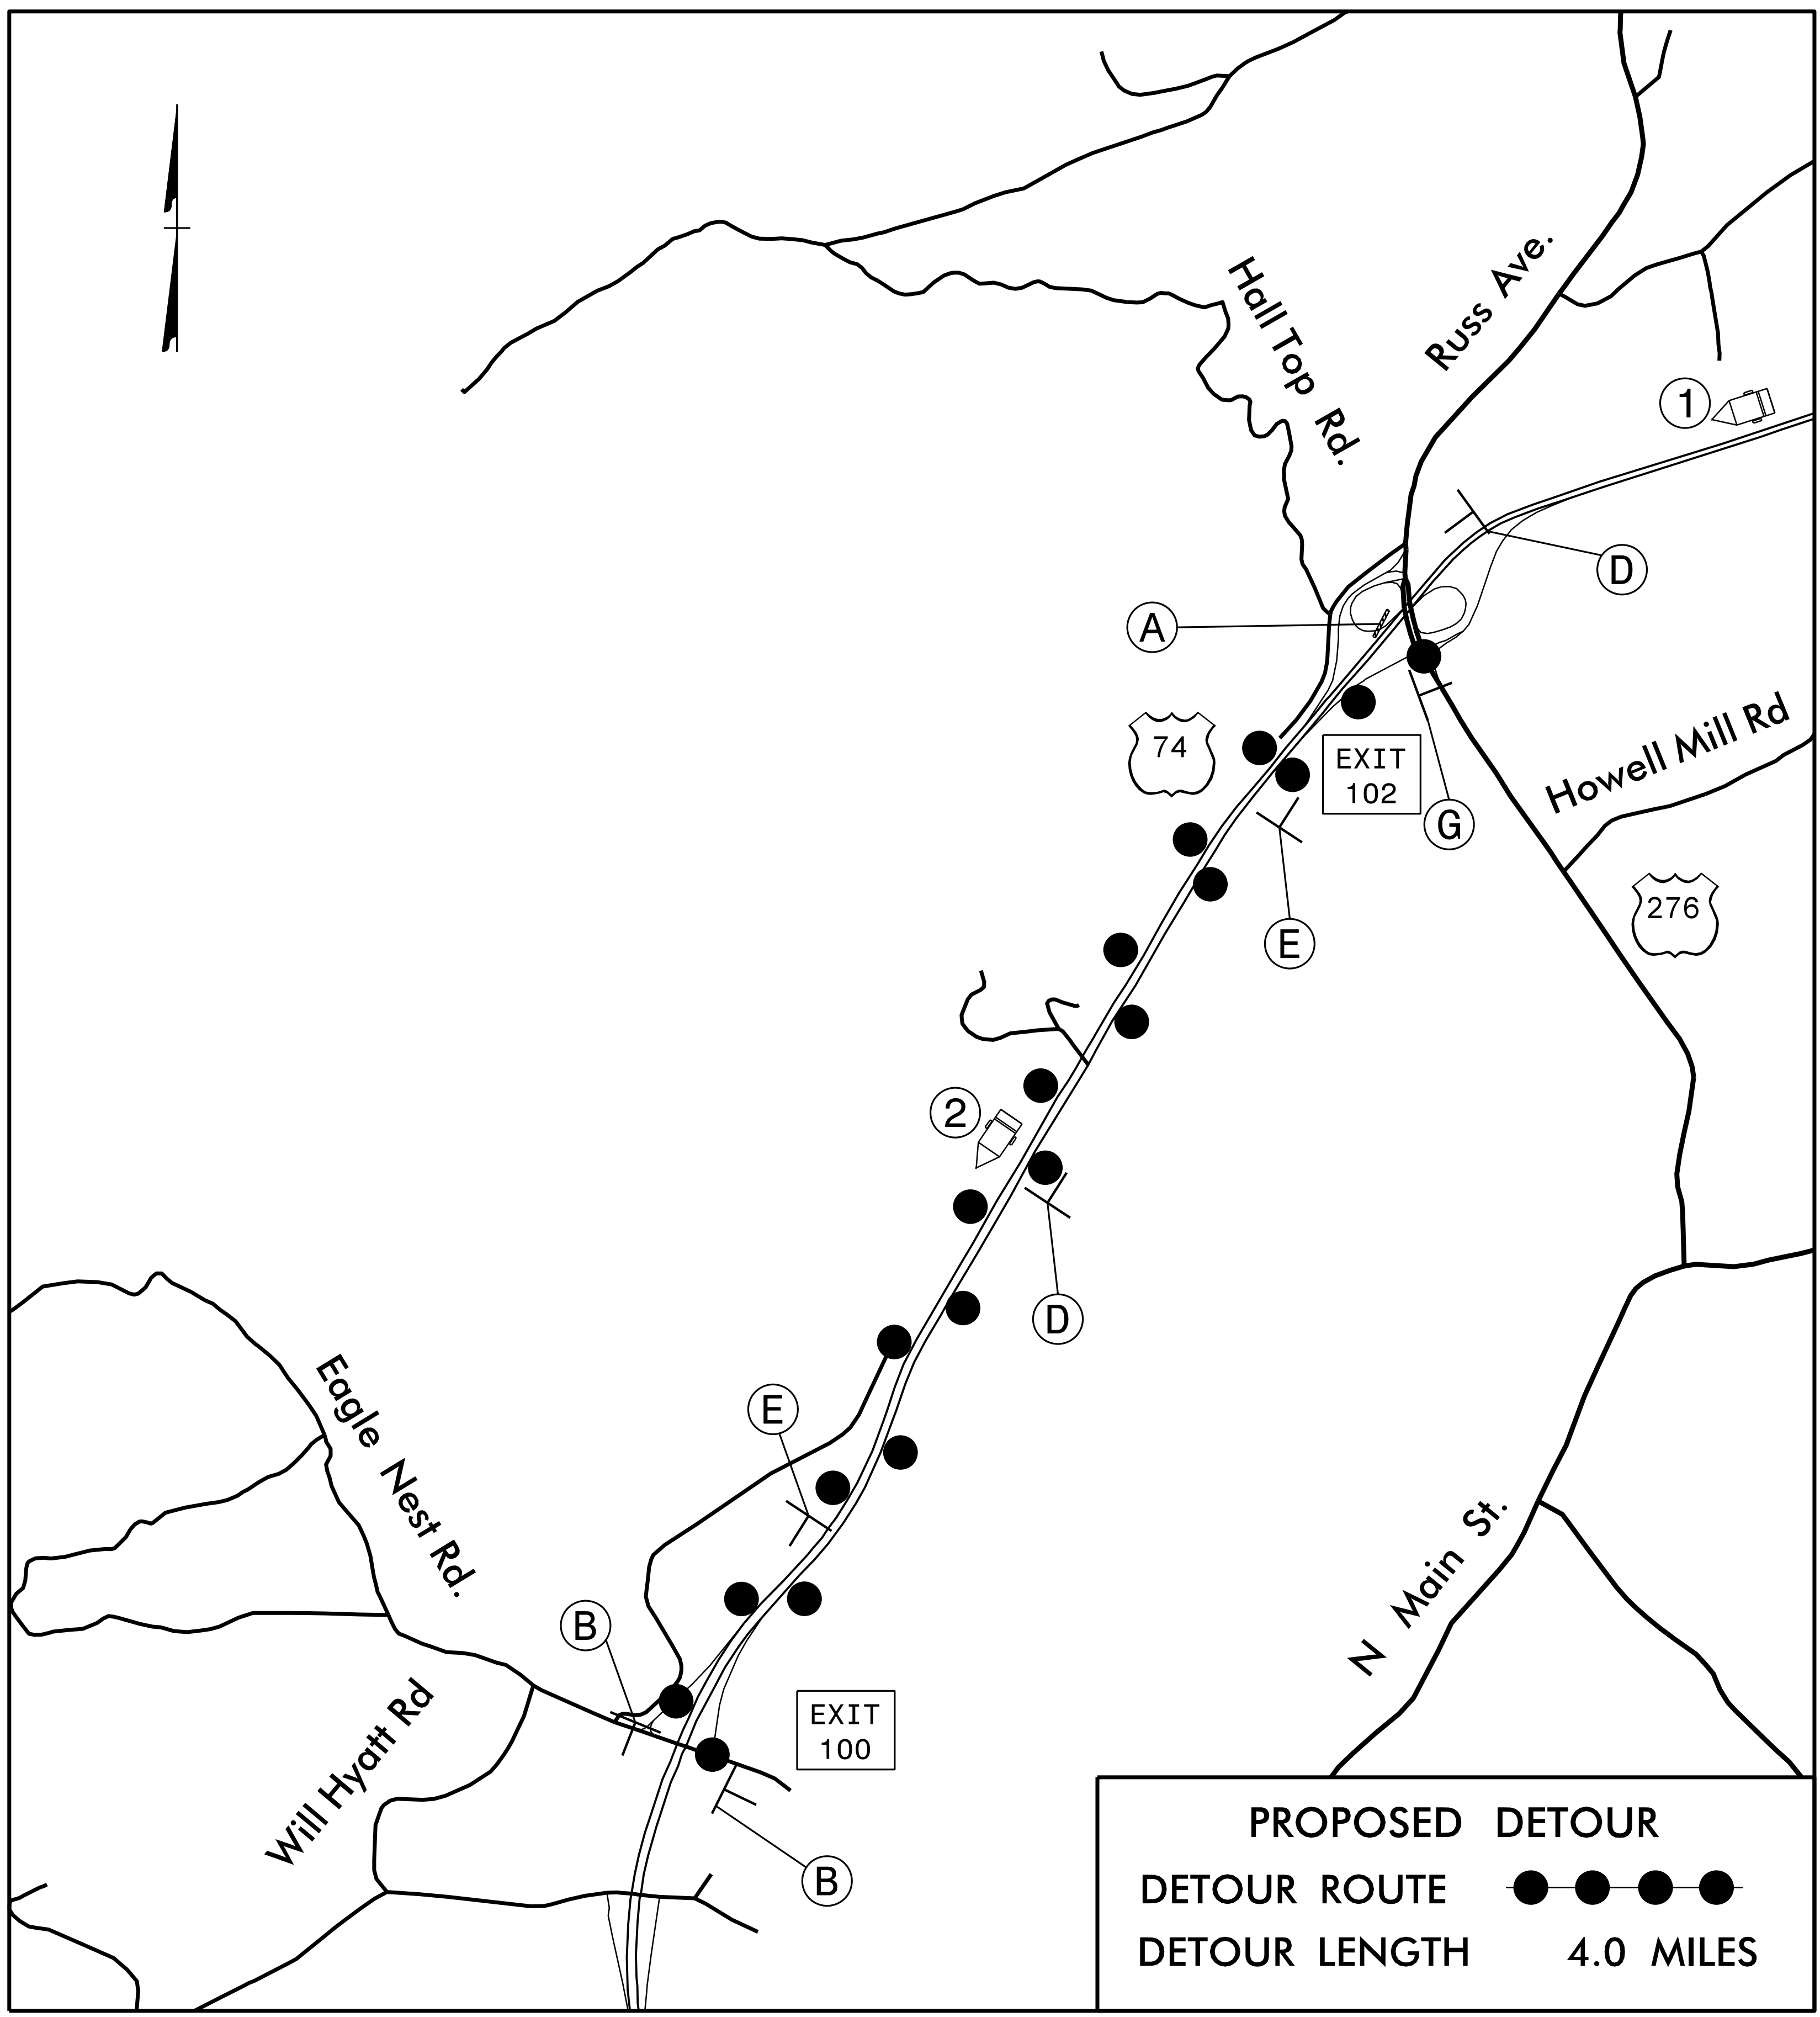 Hall Top Rd.
Russ Ave.
1
D
A
74
EXIT
102
Howell Mill Rd
G
276
E
2
D
Eagle Nest Rd.
E
N Main St.
B
Will Hyatt Rd
EXIT
100
B
PROPOSED DETOUR
DETOUR ROUTE
DETOUR LENGTH 4.0 MILES